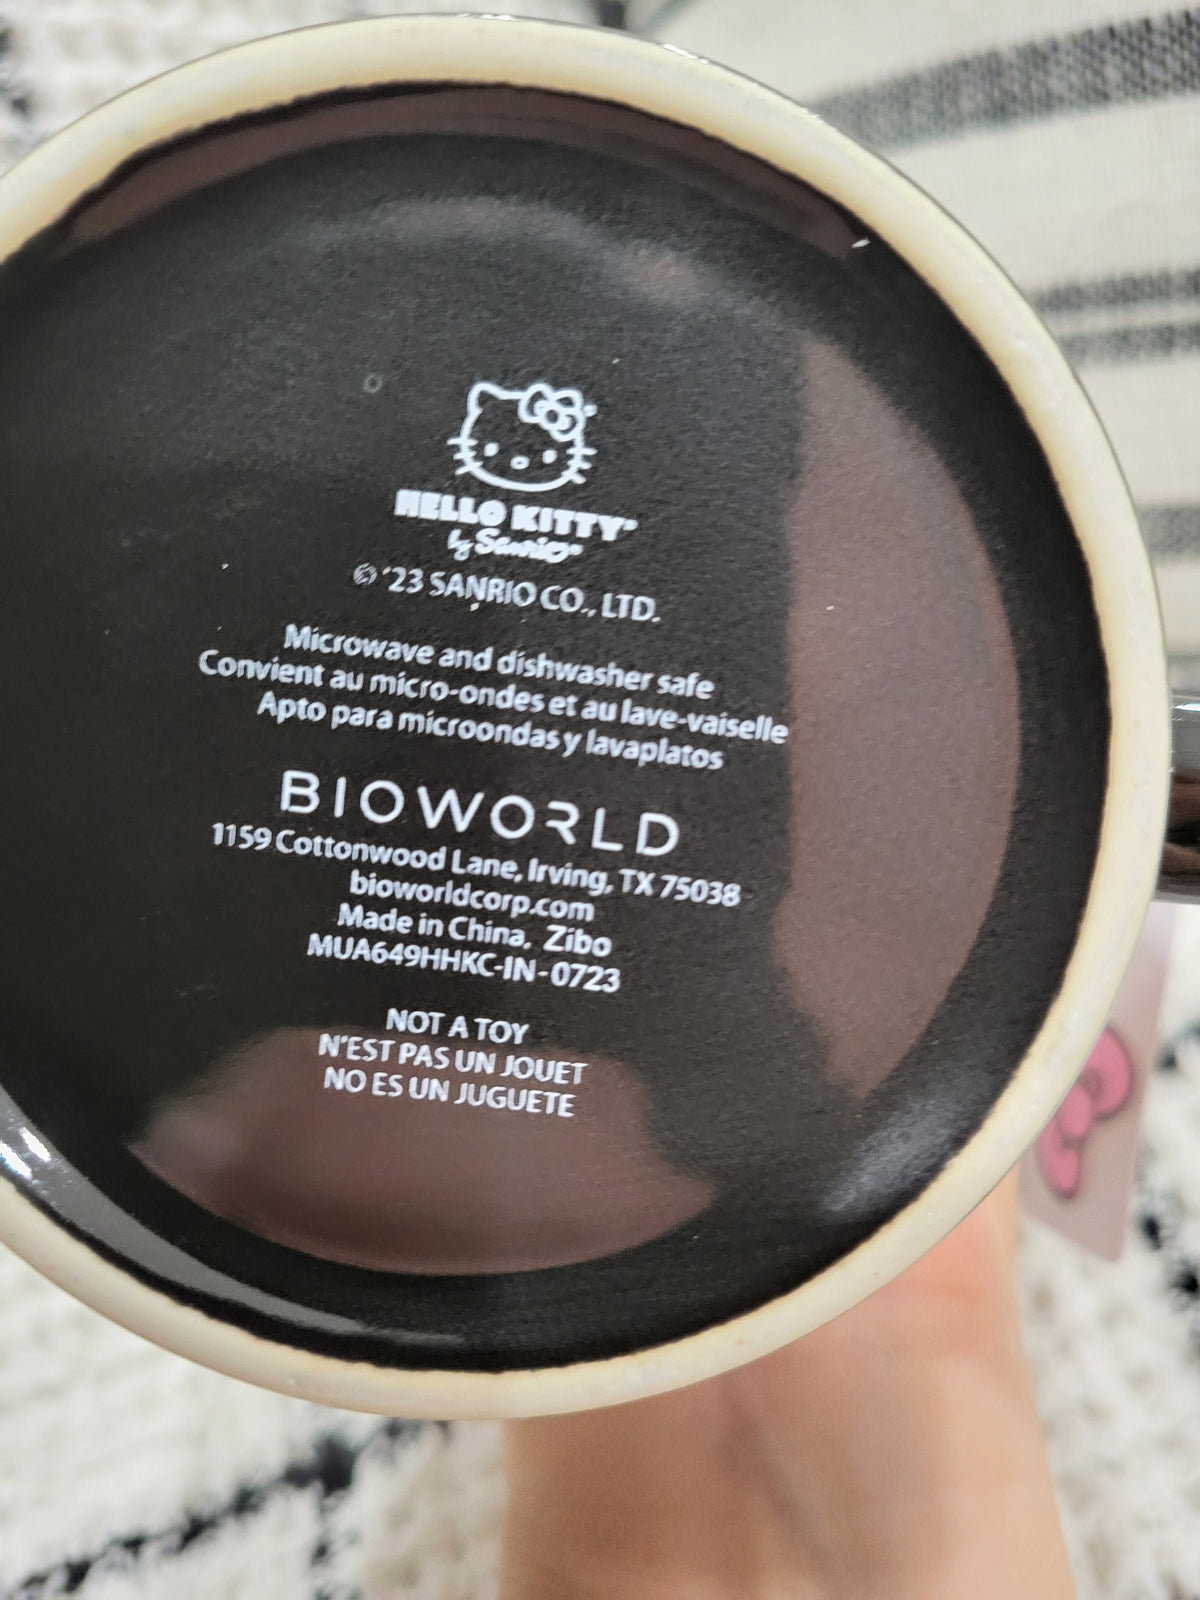 HELLO KITTY®
by Sanrio®
© '23 SANRIO CO., LTD.
Microwave and dishwasher safe
Convient au micro-ondes et au lave-vaiselle
Apto para microondas y lavaplatos
BIOWORLD
1159 Cottonwood Lane, Irving, TX 75038
bioworldcorp.com
Made in China, Zibo
MUA649HHKC-IN-0723
NOT A TOY
N'EST PAS UN JOUET
NO ES UN JUGUETE